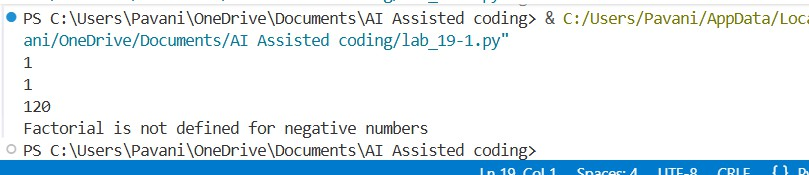 PS C:\Users\Pavani\OneDrive\Documents\AI Assisted coding> & C:/Users/Pavani/AppData/Loca
ani/OneDrive/Documents/AI Assisted coding/lab_19-1.py"
1
1
120
Factorial is not defined for negative numbers
PS C:\Users\Pavani\OneDrive\Documents\AI Assisted coding>
Ln 19, Col 1 Spaces: 4 UTF-8 CRLF {}